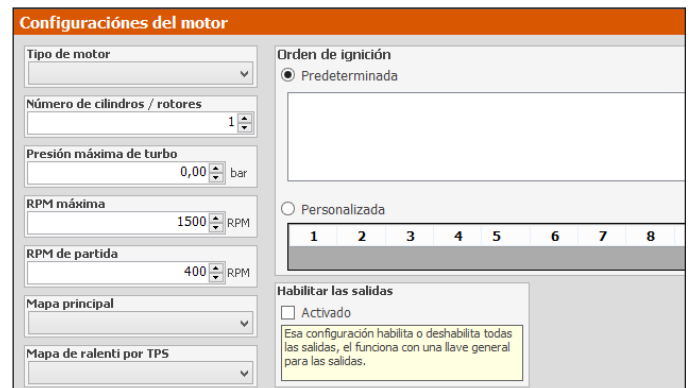 Configuraciónes del motor
Tipo de motor
Número de cilindros / rotores
1
Presión máxima de turbo
0,00 bar
RPM máxima
1500 RPM
RPM de partida
400 RPM
Mapa principal
Mapa de ralenti por TPS
Orden de ignición
Predeterminada
Personalizada
1 2 3 4 5 6 7 8
Habilitar las salidas
Activado
Esa configuración habilita o deshabilita todas
las salidas, el funciona con una llave general
para las salidas.